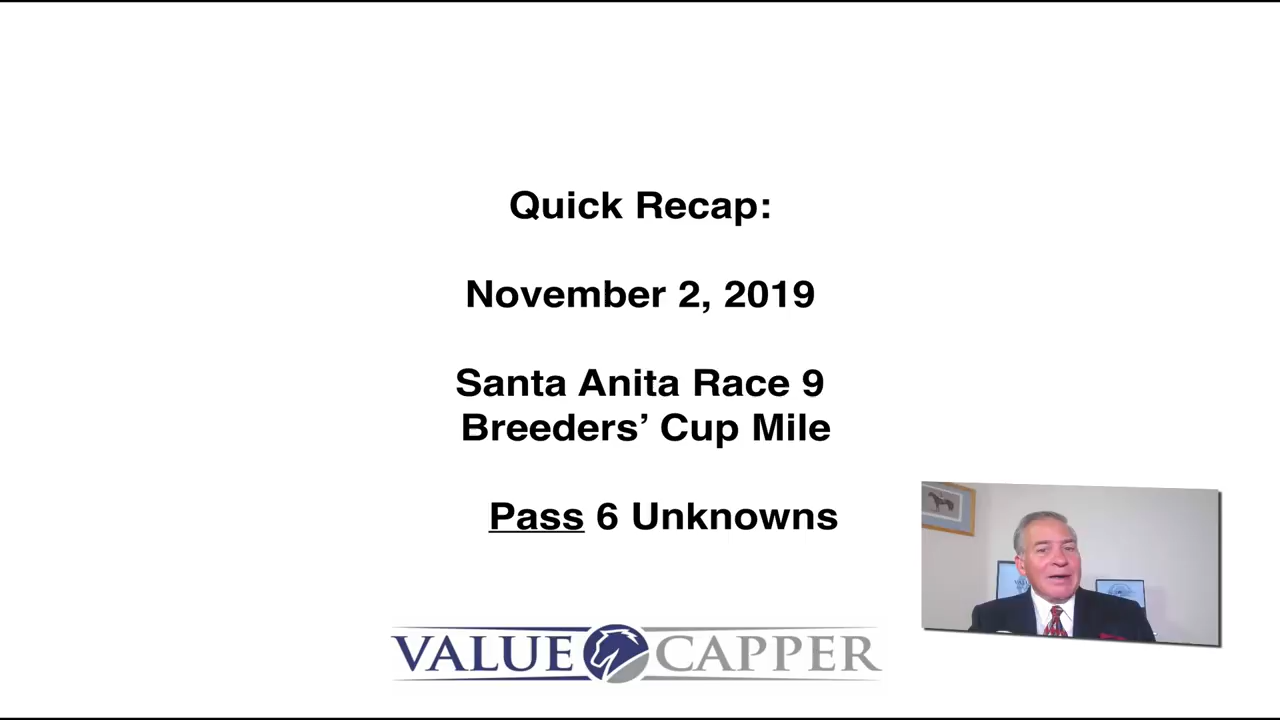 Quick Recap:
November 2, 2019
Santa Anita Race 9
Breeders’ Cup Mile
Pass 6 Unknowns
VALUE CAPPER